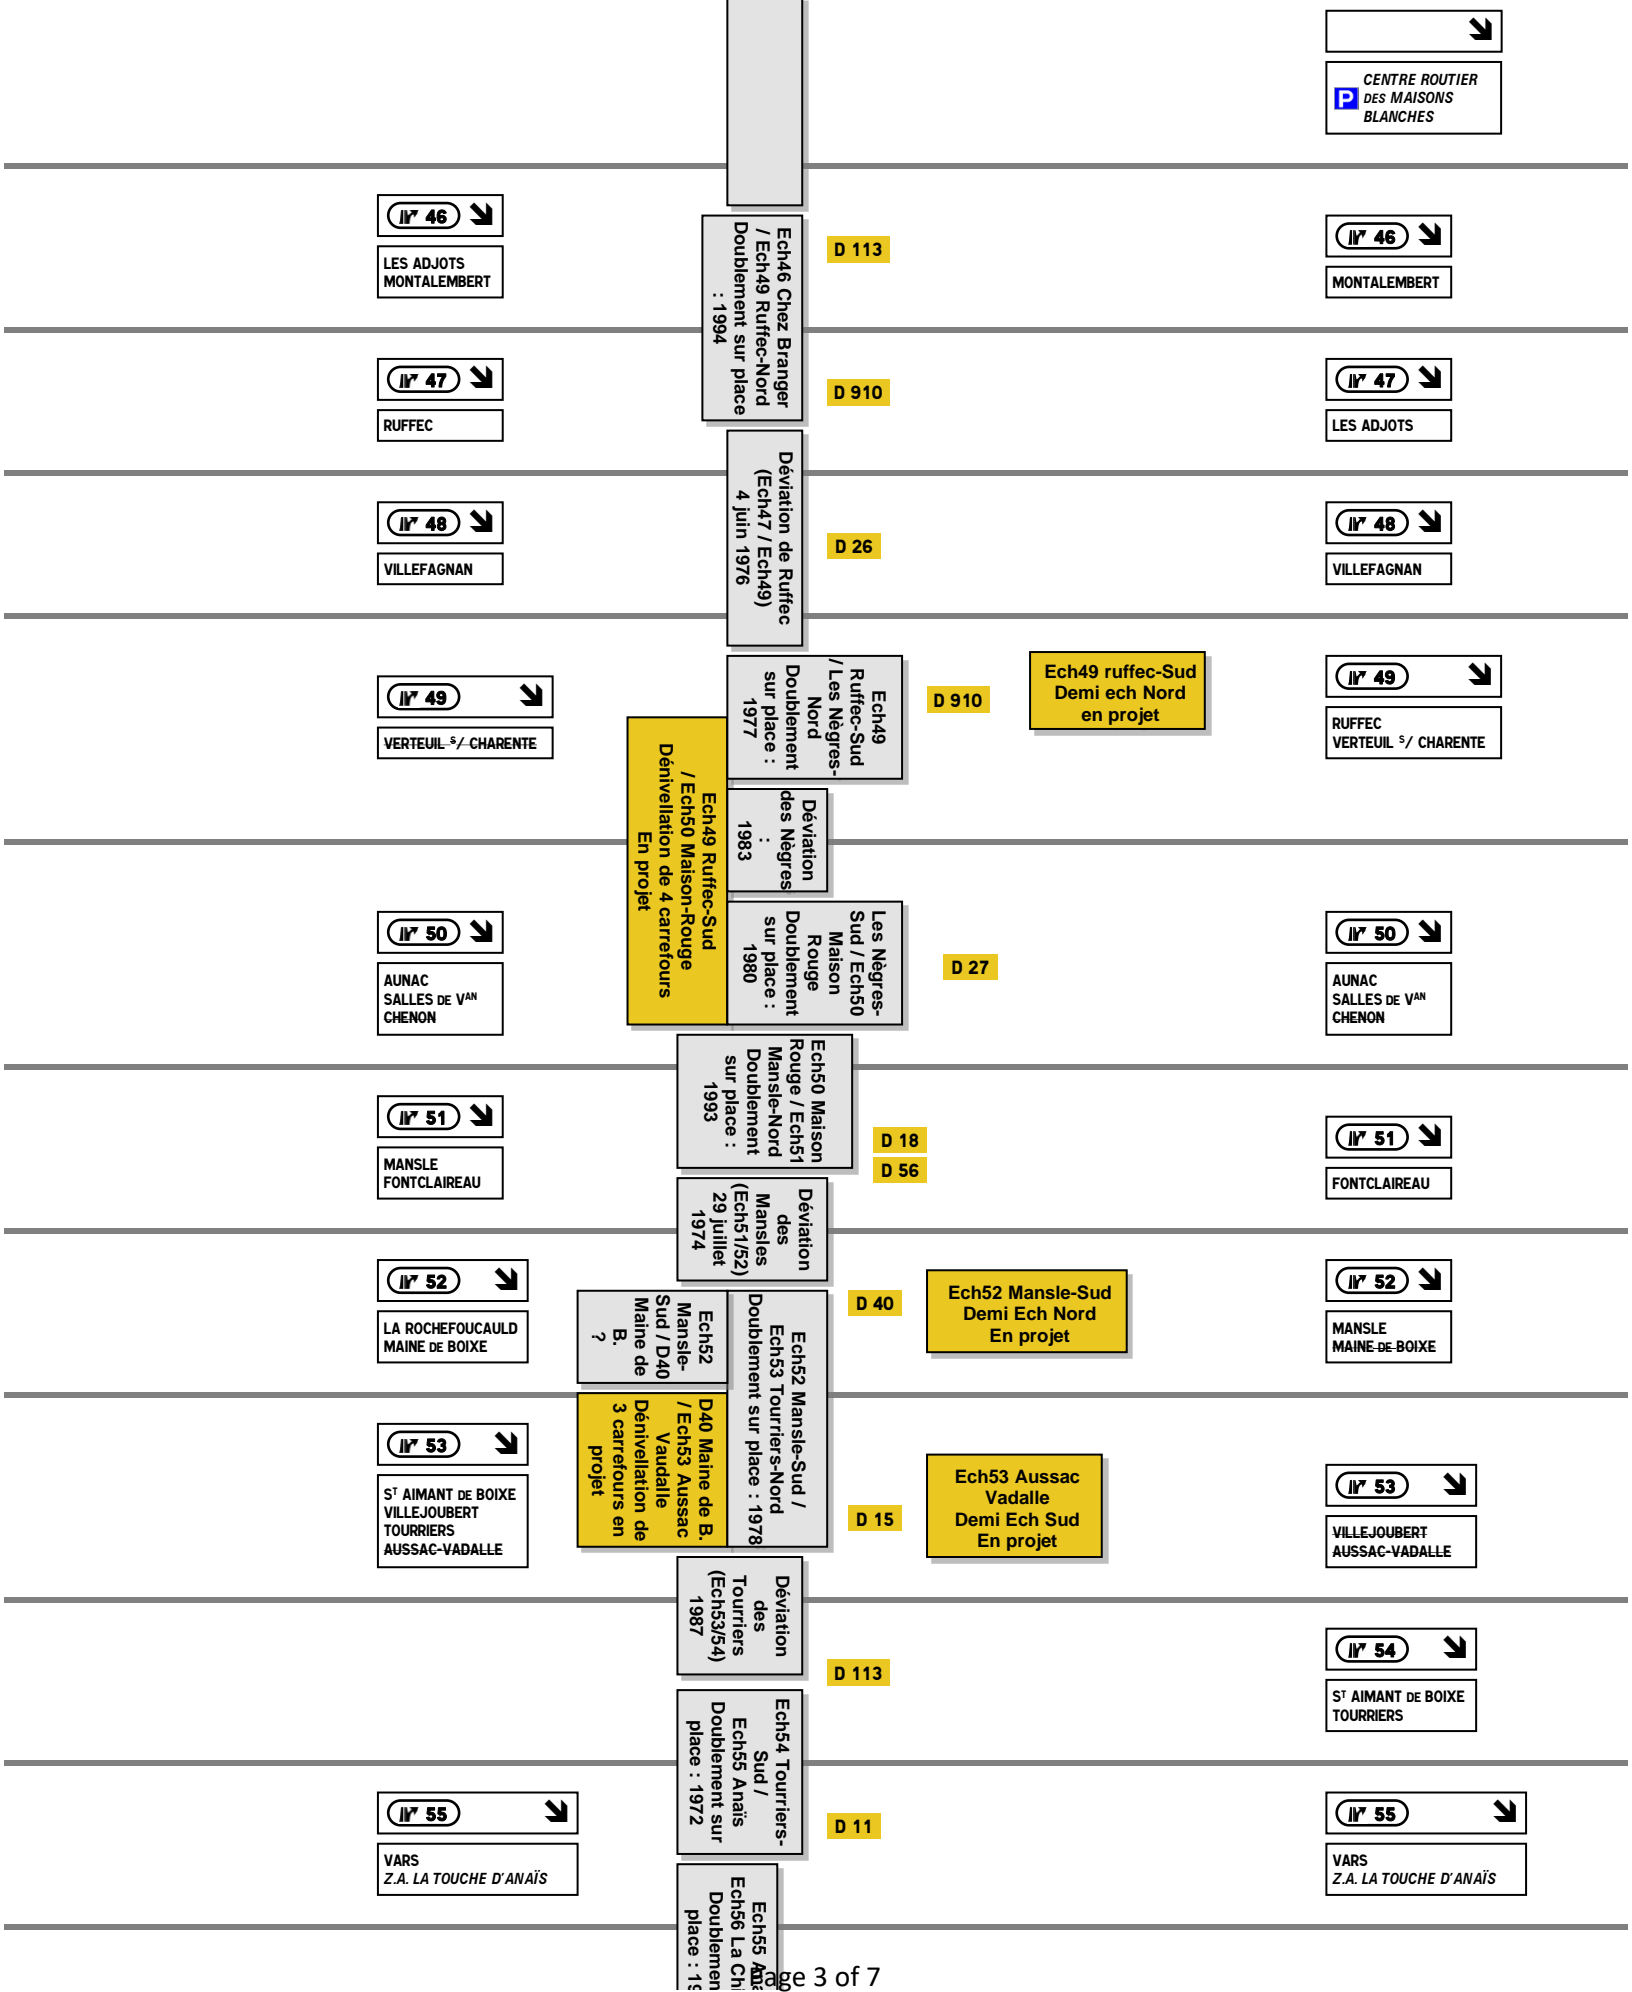 CENTRE ROUTIER
P DES MAISONS
BLANCHES
46
LES ADJOTS
MONTALEMBERT
Ech46 Chez Branger
/ Ech49 Ruffec-Nord
Doublement sur place
: 1994
D 113
46
MONTALEMBERT
47
RUFFEC
D 910
47
LES ADJOTS
Déviation de Ruffec
(Ech47 / Ech49)
4 juin 1976
48
VILLEFAGNAN
D 26
48
VILLEFAGNAN
49
VERTEUIL S/ CHARENTE
Ech49
Ruffec-Sud
/ Les Nègres-
Nord
Doublement
sur place :
1977
D 910
Ech49 ruffec-Sud
Demi ech Nord
en projet
49
RUFFEC
VERTEUIL S/ CHARENTE
Ech49 Ruffec-Sud
/ Ech50 Maison-Rouge
Dénivellation de 4 carrefours
En projet
Déviation
des Nègres
:
1983
50
AUNAC
SALLES DE VAN
CHENON
Les Nègres-
Sud / Ech50
Maison
Rouge
Doublement
sur place :
1980
D 27
50
AUNAC
SALLES DE VAN
CHENON
Ech50 Maison
Rouge / Ech51
Mansle-Nord
Doublement
sur place :
1993
51
MANSLE
FONTCLAIREAU
D 18
D 56
51
FONTCLAIREAU
Déviation
des
Mansles
(Ech51/52)
29 juillet
1974
52
LA ROCHEFOUCAULD
MAINE DE BOIXE
Ech52
Mansle-
Sud / D40
Maine de
B.
?
Ech52 Mansle-Sud /
Ech53 Tourriers-Nord
Doublement sur place : 1978
D 40
Ech52 Mansle-Sud
Demi Ech Nord
En projet
52
MANSLE
MAINE DE BOIXE
53
ST AIMANT DE BOIXE
VILLEJOUBERT
TOURRIERS
AUSSAC-VADALLE
D40 Maine de B.
/ Ech53 Aussac
Vaudalle
Dénivellation de
3 carrefours en
projet
D 15
Ech53 Aussac
Vadalle
Demi Ech Sud
En projet
53
VILLEJOUBERT
AUSSAC-VADALLE
Déviation
des
Tourriers
(Ech53/54)
1987
D 113
54
ST AIMANT DE BOIXE
TOURRIERS
Ech54 Tourriers-
Sud /
Ech55 Anaïs
Doublement sur
place : 1972
55
VARS
Z.A. LA TOUCHE D'ANAÏS
D 11
55
VARS
Z.A. LA TOUCHE D'ANAÏS
Ech55
Ech56 La Chi
Doublemen
place : 19
Page 3 of 7